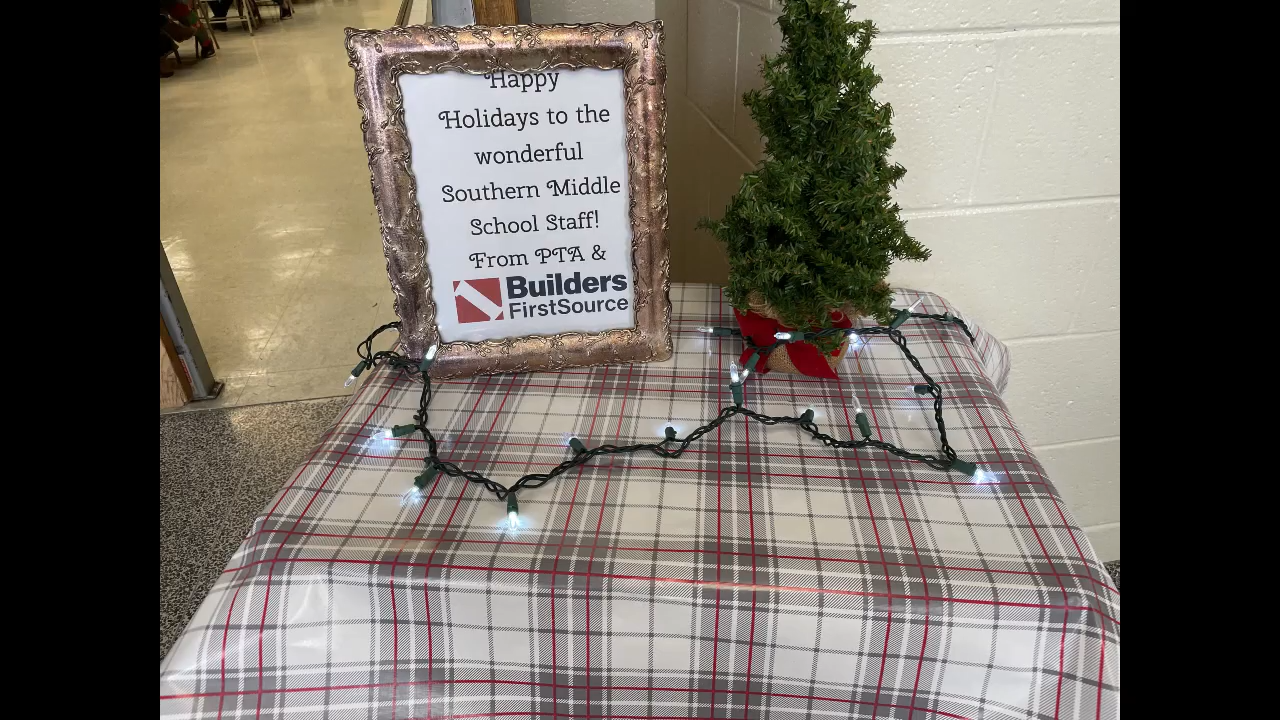 Happy
Holidays to the
wonderful
Southern Middle
School Staff!
From PTA &
Builders
FirstSource